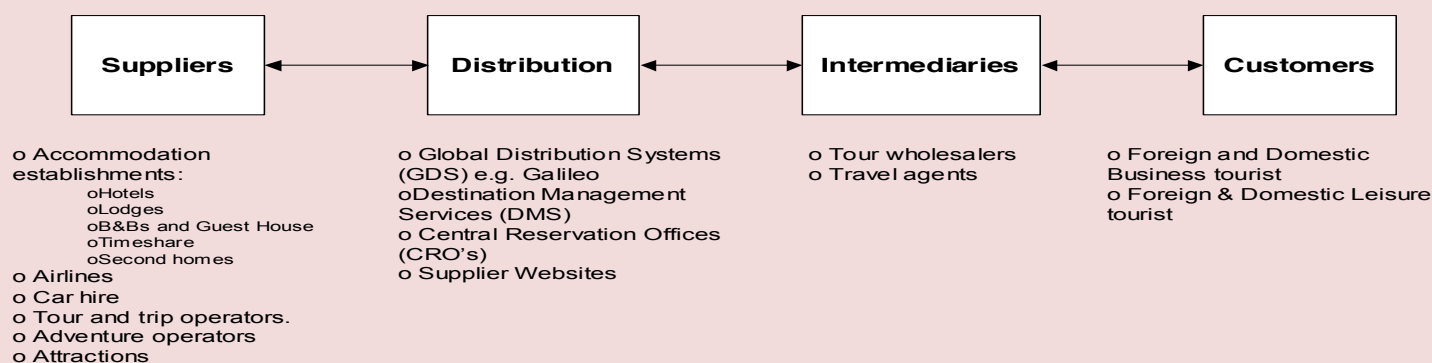 Suppliers
Distribution
Intermediaries
Customers
o Accommodation
establishments:
oHotels
oLodges
oB&Bs and Guest House
oTimeshare
oSecond homes
o Airlines
o Car hire
o Tour and trip operators.
o Adventure operators
o Attractions
o Global Distribution Systems
(GDS) e.g. Galileo
oDestination Management
Services (DMS)
o Central Reservation Offices
(CRO's)
o Supplier Websites
o Tour wholesalers
o Travel agents
o Foreign and Domestic
Business tourist
o Foreign & Domestic Leisure
tourist